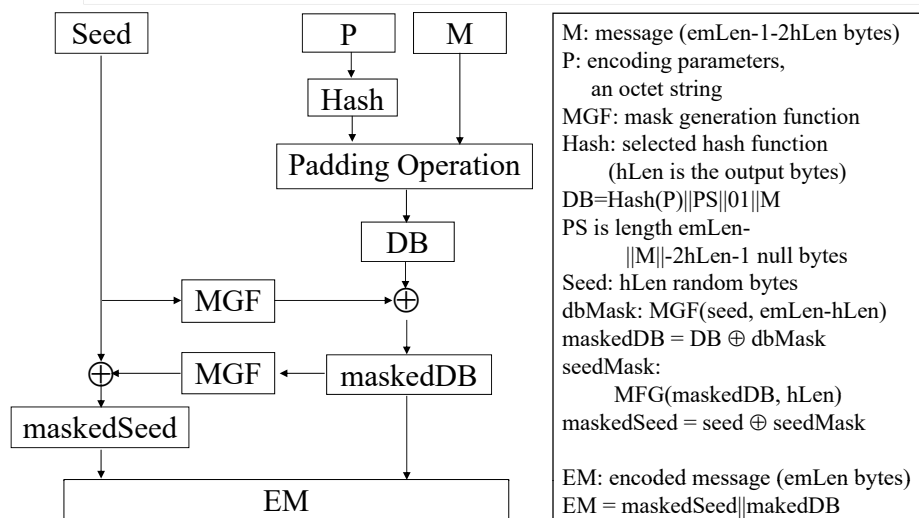 Seed
P
M
Hash
Padding Operation
DB
MGF
⊕
⊕
MGF
maskedDB
maskedSeed
EM
M: message (emLen-1-2hLen bytes)
P: encoding parameters,
an octet string
MGF: mask generation function
Hash: selected hash function
(hLen is the output bytes)
DB=Hash(P)||PS||01||M
PS is length emLen-
||M||-2hLen-1 null bytes
Seed: hLen random bytes
dbMask: MGF(seed, emLen-hLen)
maskedDB = DB ⊕ dbMask
seedMask:
MFG(maskedDB, hLen)
maskedSeed = seed ⊕ seedMask
EM: encoded message (emLen bytes)
EM = maskedSeed||makedDB